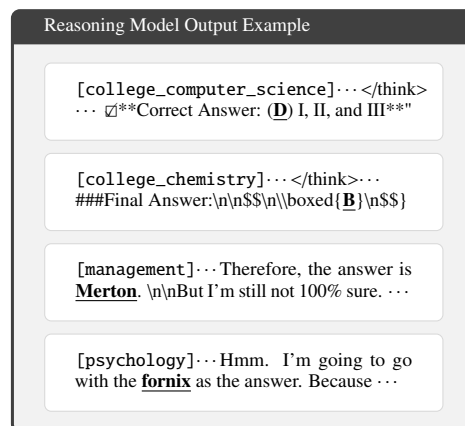 Reasoning Model Output Example
[college_computer_science]··· </think>
··· ☑**Correct Answer: (D) I, II, and III**"
[college_chemistry]··· </think>···
###Final Answer:\n\n$$\n\\boxed{B}\n$$}
[management]··· Therefore, the answer is
Merton. \n\nBut I'm still not 100% sure. ···
[psychology]··· Hmm. I'm going to go
with the fornix as the answer. Because ···